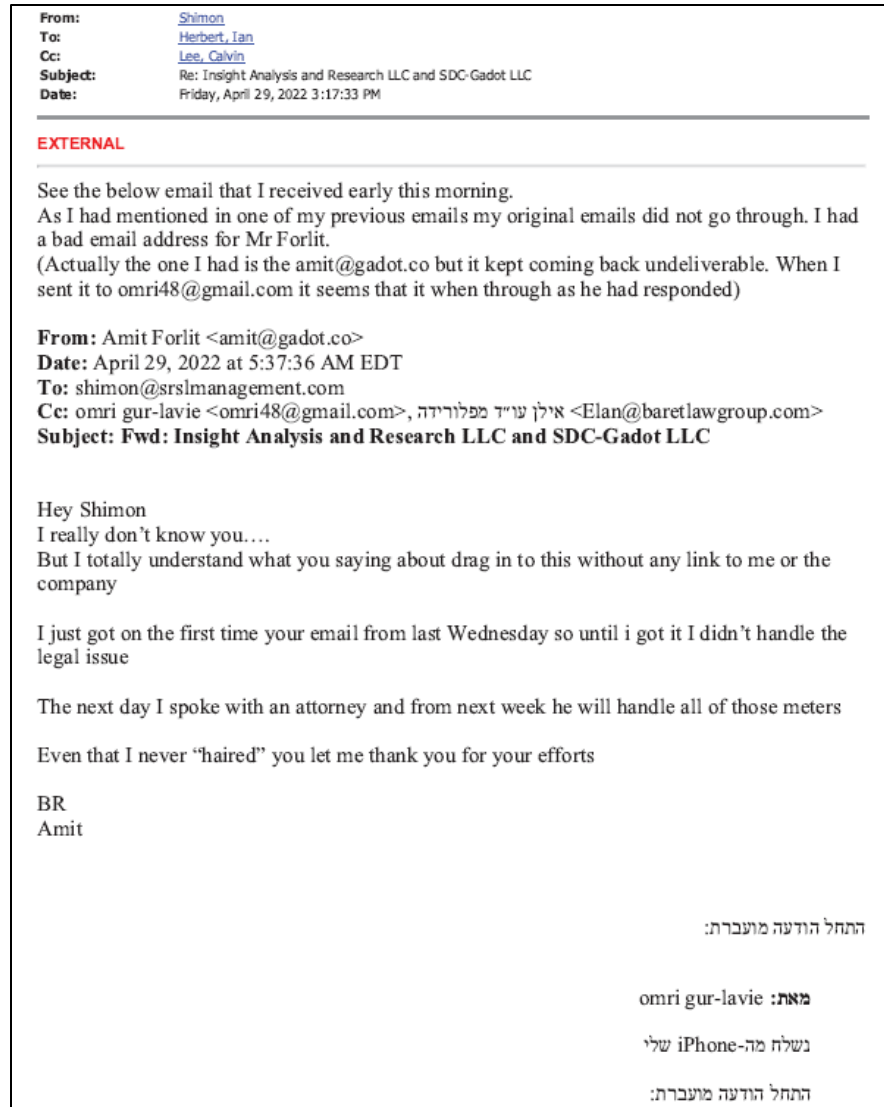 From: Shimon
To: Herbert, Ian
Cc: Lee, Calvin
Subject: Re: Insight Analysis and Research LLC and SDC-Gadot LLC
Date: Friday, April 29, 2022 3:17:33 PM
EXTERNAL
See the below email that I received early this morning.
As I had mentioned in one of my previous emails my original emails did not go through. I had
a bad email address for Mr Forlit.
(Actually the one I had is the amit@gadot.co but it kept coming back undeliverable. When I
sent it to omri48@gmail.com it seems that it when through as he had responded)
From: Amit Forlit <amit@gadot.co>
Date: April 29, 2022 at 5:37:36 AM EDT
To: shimon@srslmanagement.com
Cc: omri gur-lavie <omri48@gmail.com>, אילן עו״ד מפלורידה <Elan@baretlawgroup.com>
Subject: Fwd: Insight Analysis and Research LLC and SDC-Gadot LLC
Hey Shimon
I really don't know you….
But I totally understand what you saying about drag in to this without any link to me or the
company
I just got on the first time your email from last Wednesday so until i got it I didn't handle the
legal issue
The next day I spoke with an attorney and from next week he will handle all of those meters
Even that I never “haired” you let me thank you for your efforts
BR
Amit
התחל הודעה מועברת:
מאת: omri gur-lavie
נשלח מה-iPhone שלי
התחל הודעה מועברת: